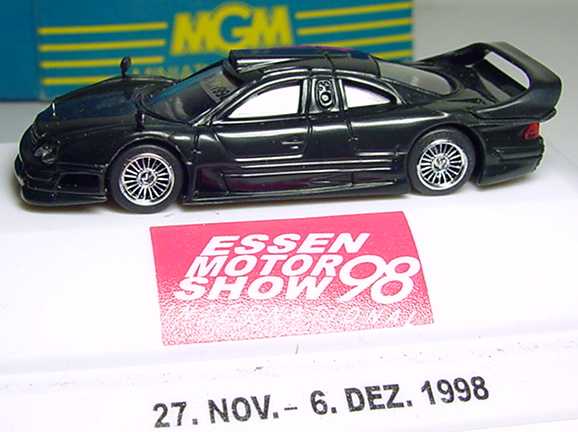 MGM
ESSEN
MOTOR
SHOW 98
27. NOV.- 6. DEZ. 1998